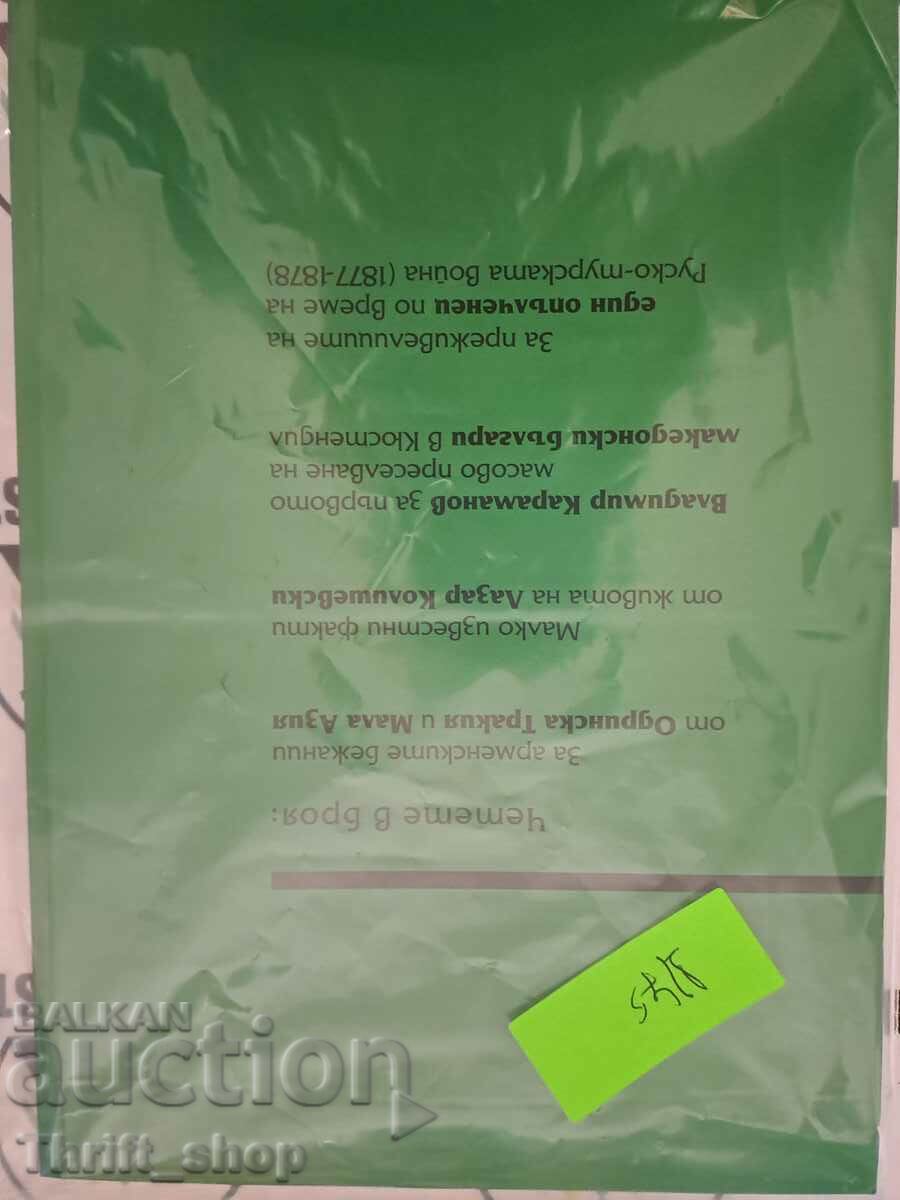 Четете в броя:
За арменските бежанци
от Одринска Тракия и Мала Азия
Малко известни факти
от живота на Лазар Колишевски
Владимир Караманов за първото
масово преселване на
македонски българи в Кюстендил
За преживелиците на
един опълченец по време на
Руско-турската война (1877-1878)
BALKAN
auction
Thrift_shop